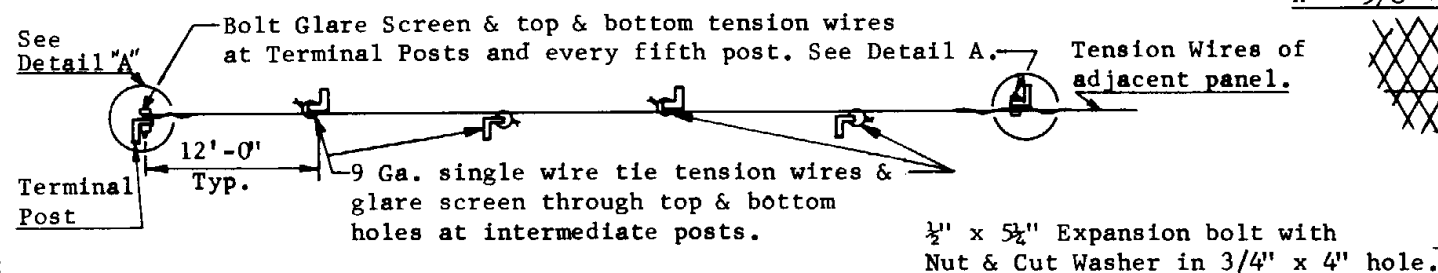 See
Detail "A"
Bolt Glare Screen & top & bottom tension wires
at Terminal Posts and every fifth post. See Detail A.
Tension Wires of
adjacent panel.
12'-0"
Typ.
Terminal
Post
9 Ga. single wire tie tension wires &
glare screen through top & bottom
holes at intermediate posts.
½" x 5¼" Expansion bolt with
Nut & Cut Washer in 3/4" x 4" hole.